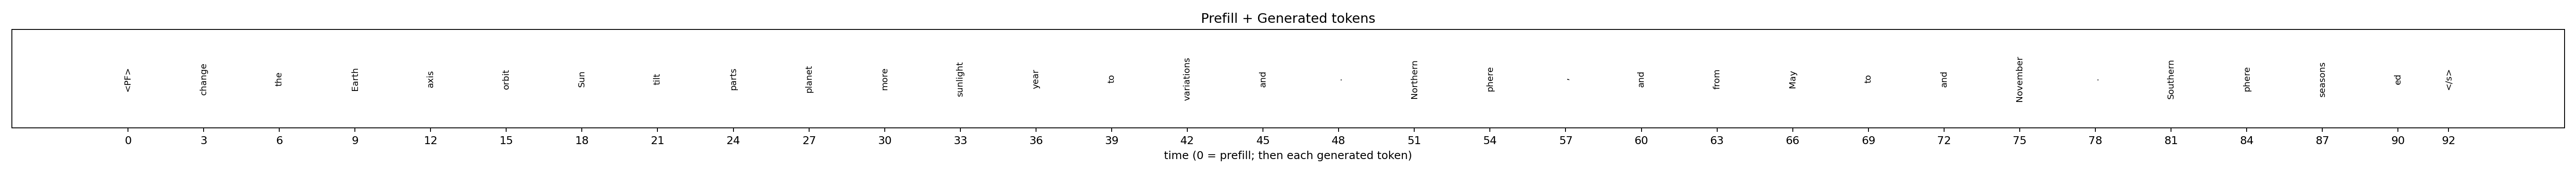 Prefill + Generated tokens
<PF> change the Earth axis orbit Sun tilt parts planet more sunlight year to variations and . Northern phere , and from May to and November . Southern phere seasons ed </s>
0 3 6 9 12 15 18 21 24 27 30 33 36 39 42 45 48 51 54 57 60 63 66 69 72 75 78 81 84 87 90 92
time (0 = prefill; then each generated token)